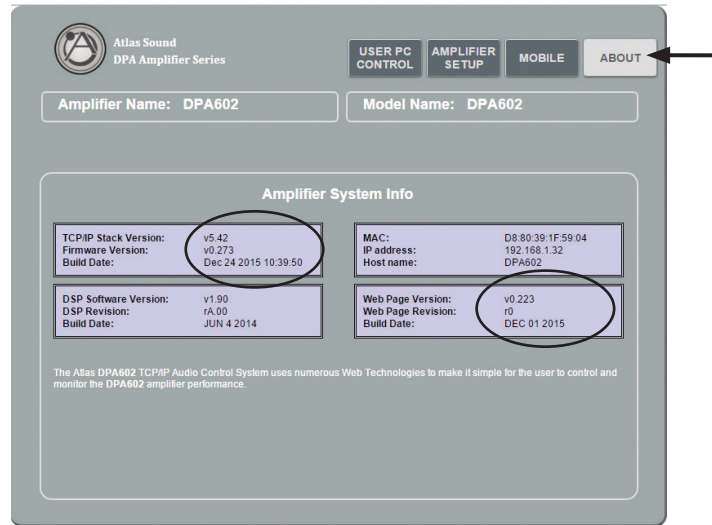 Atlas Sound
DPA Amplifier Series
USER PC
CONTROL
AMPLIFIER
SETUP
MOBILE
ABOUT
Amplifier Name: DPA602
Model Name: DPA602
Amplifier System Info
TCP/IP Stack Version: v5.42
Firmware Version: v0.273
Build Date: Dec 24 2015 10:39:50
MAC: D8:80:39:1F:59:04
IP address: 192.168.1.32
Host name: DPA602
DSP Software Version: v1.90
DSP Revision: rA.00
Build Date: JUN 4 2014
Web Page Version: v0.223
Web Page Revision: r0
Build Date: DEC 01 2015
The Atlas DPA602 TCP/IP Audio Control System uses numerous Web Technologies to make it simple for the user to control and
monitor the DPA602 amplifier performance.